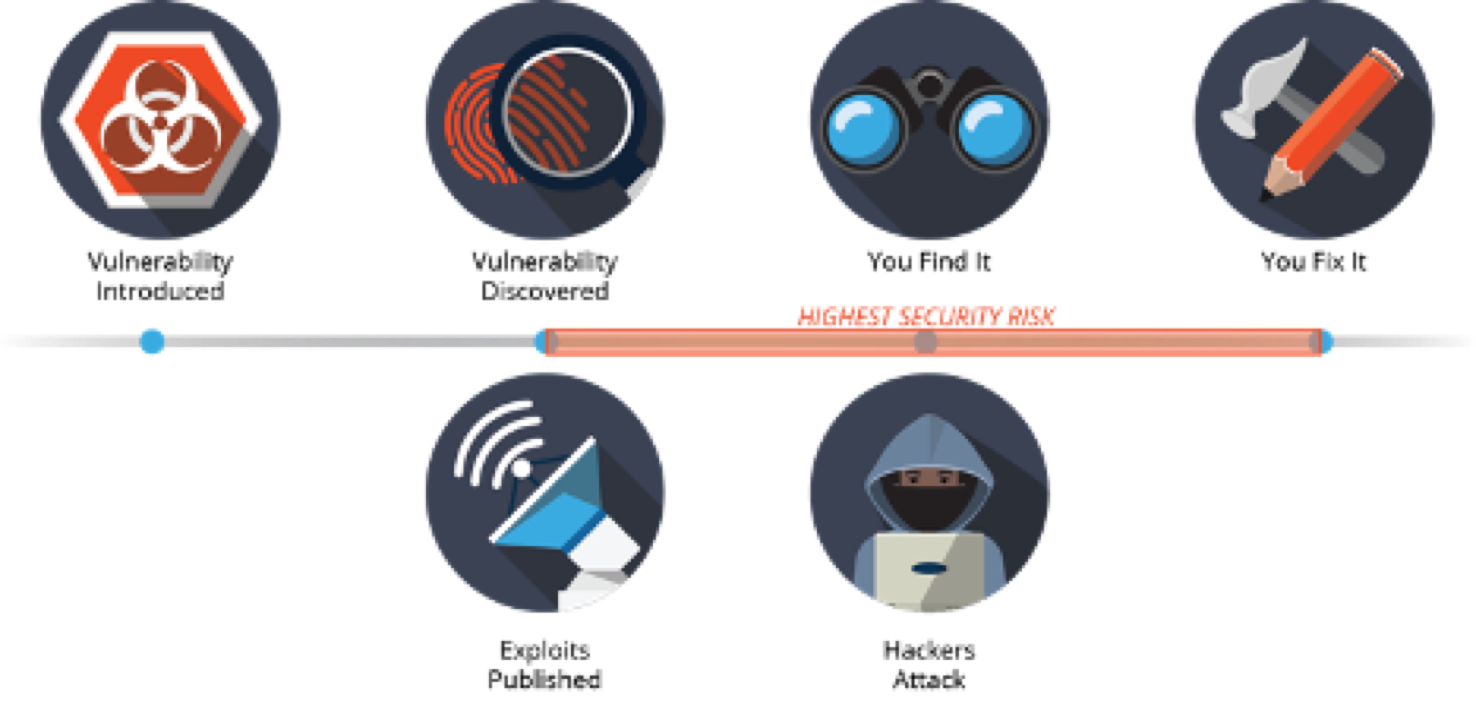 Vulnerability
Introduced
Vulnerability
Discovered
You Find It
You Fix It
HIGHEST SECURITY RISK
Exploits
Published
Hackers
Attack